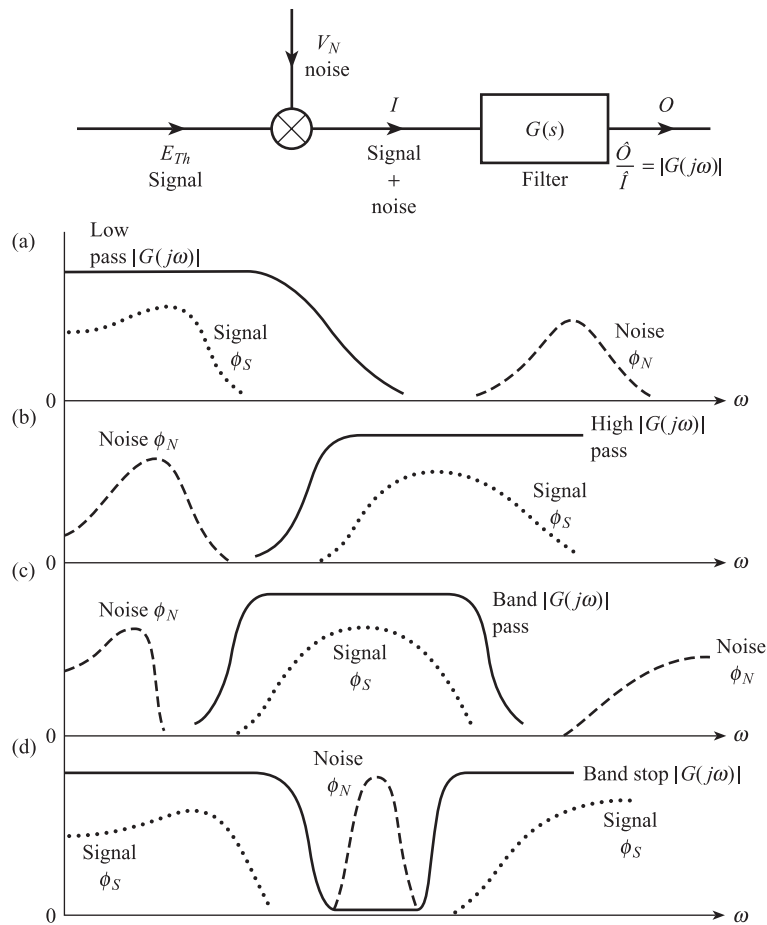 V_N
noise
I
G(s)
O
E_Th
Signal
Signal
+
noise
Filter
Ô/Î = |G(jω)|
(a)
Low
pass |G(jω)|
Signal
ϕ_S
Noise
ϕ_N
0
ω
(b)
Noise ϕ_N
High |G(jω)|
pass
Signal
ϕ_S
0
ω
(c)
Noise ϕ_N
Band |G(jω)|
pass
Signal
ϕ_S
Noise
ϕ_N
0
ω
(d)
Noise
ϕ_N
Band stop |G(jω)|
Signal
ϕ_S
Signal
ϕ_S
0
ω